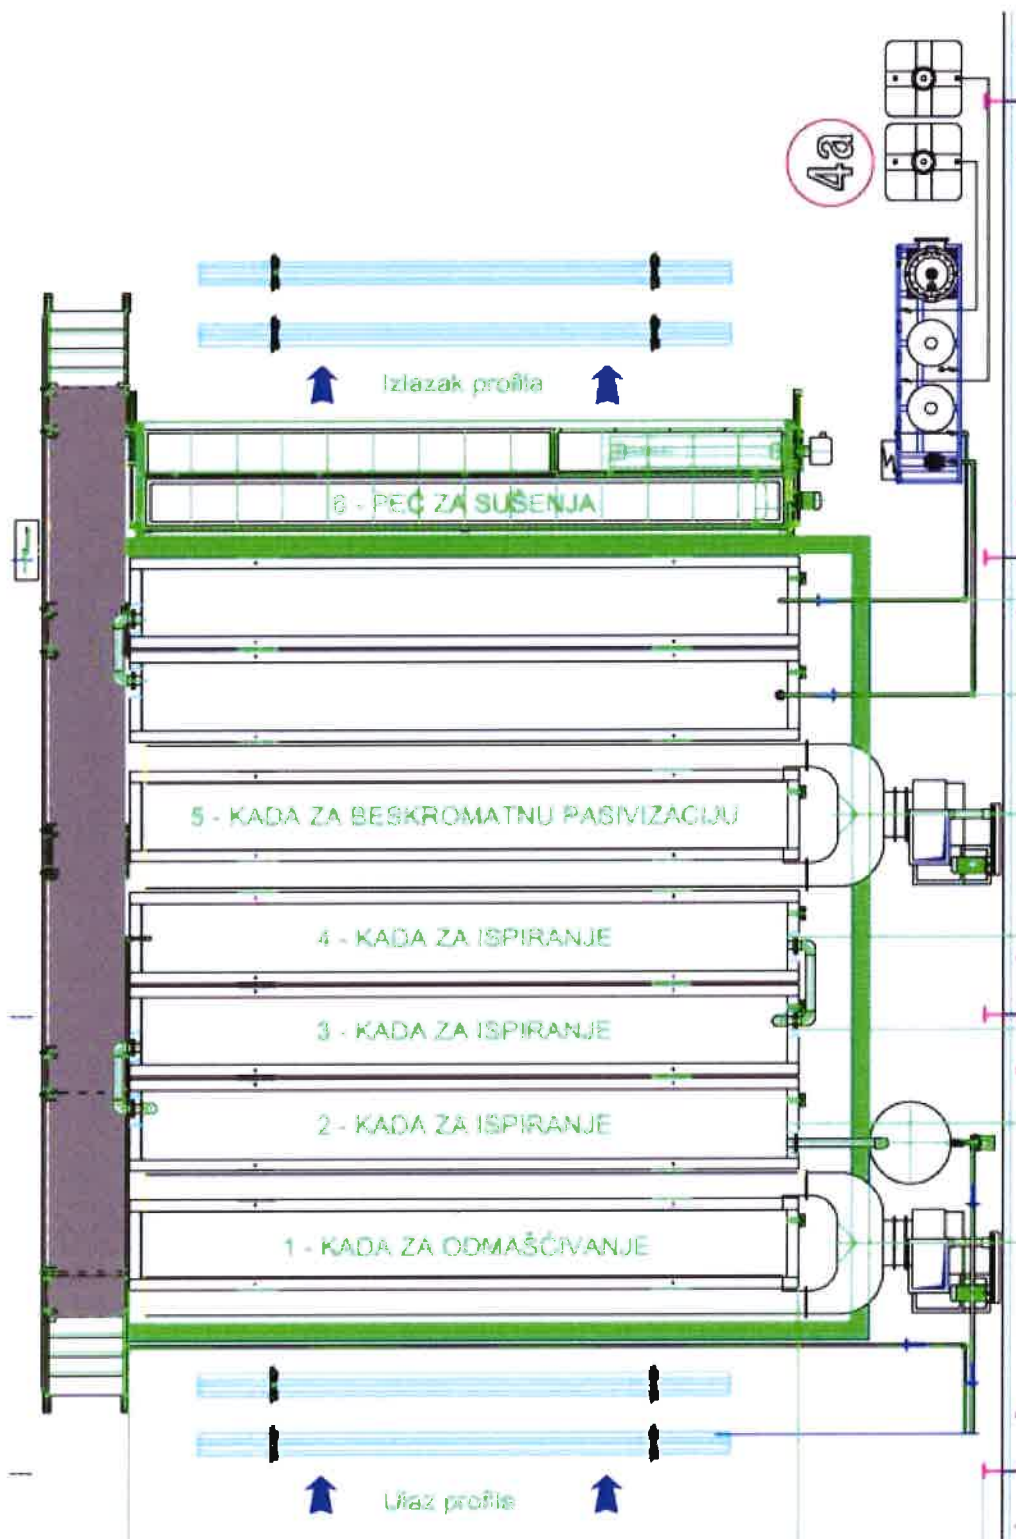 4a
Izlazak profila
6 - PEĆ ZA SUŠENJA
5 - KADA ZA BESKROMATNU PASIVIZACIJU
4 - KADA ZA ISPIRANJE
3 - KADA ZA ISPIRANJE
2 - KADA ZA ISPIRANJE
1 - KADA ZA ODMAŠĆIVANJE
Ulaz profila